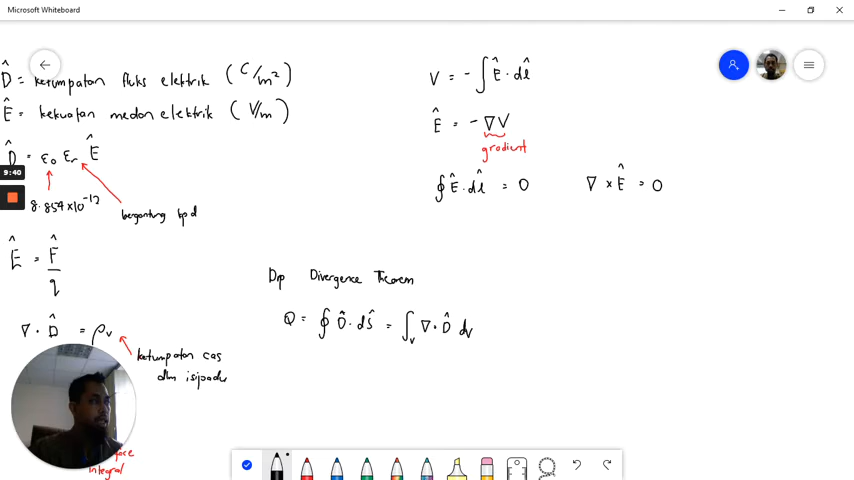 Microsoft Whiteboard
D̂ = ketumpatan fluks elektrik (C/m²)
Ê = kekuatan medan elektrik (V/m)
D̂ = ε₀ εᵣ Ê
9:40
8.854 x 10⁻¹²
bergantung kpd
Ê = F̂ / q
∇ · D̂ = ρᵥ
ketumpatan cas
dlm isipadu
integral
V = - ∫ Ê · dl̂
Ê = - ∇V
gradient
∮ Ê · dl̂ = 0
∇ × Ê = 0
Drp Divergence Theorem
Q = ∮ D̂ · dŝ = ∫ᵥ ∇ · D̂ dv